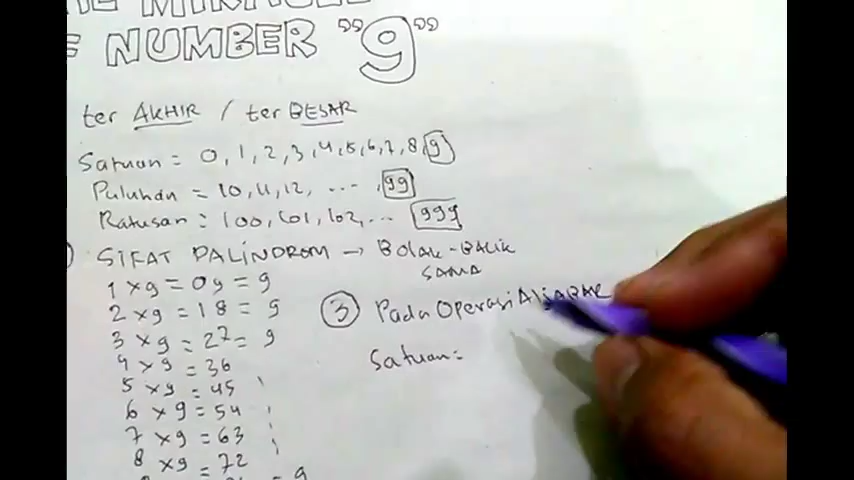 MIRACLE
OF NUMBER "9"
ter AKHIR / ter BESAR
Satuan = 0, 1, 2, 3, 4, 5, 6, 7, 8, 9
Puluhan = 10, 11, 12, ... , 99
Ratusan = 100, 101, 102, ... 999
) SIFAT PALINDROM → BOLAK-BALIK
SAMA
1 x 9 = 09 = 9
2 x 9 = 18 = 9
3 x 9 = 27 = 9
4 x 9 = 36
5 x 9 = 45
6 x 9 = 54
7 x 9 = 63
8 x 9 = 72
= 9
3 Pada Operasi AljABAR
Satuan =